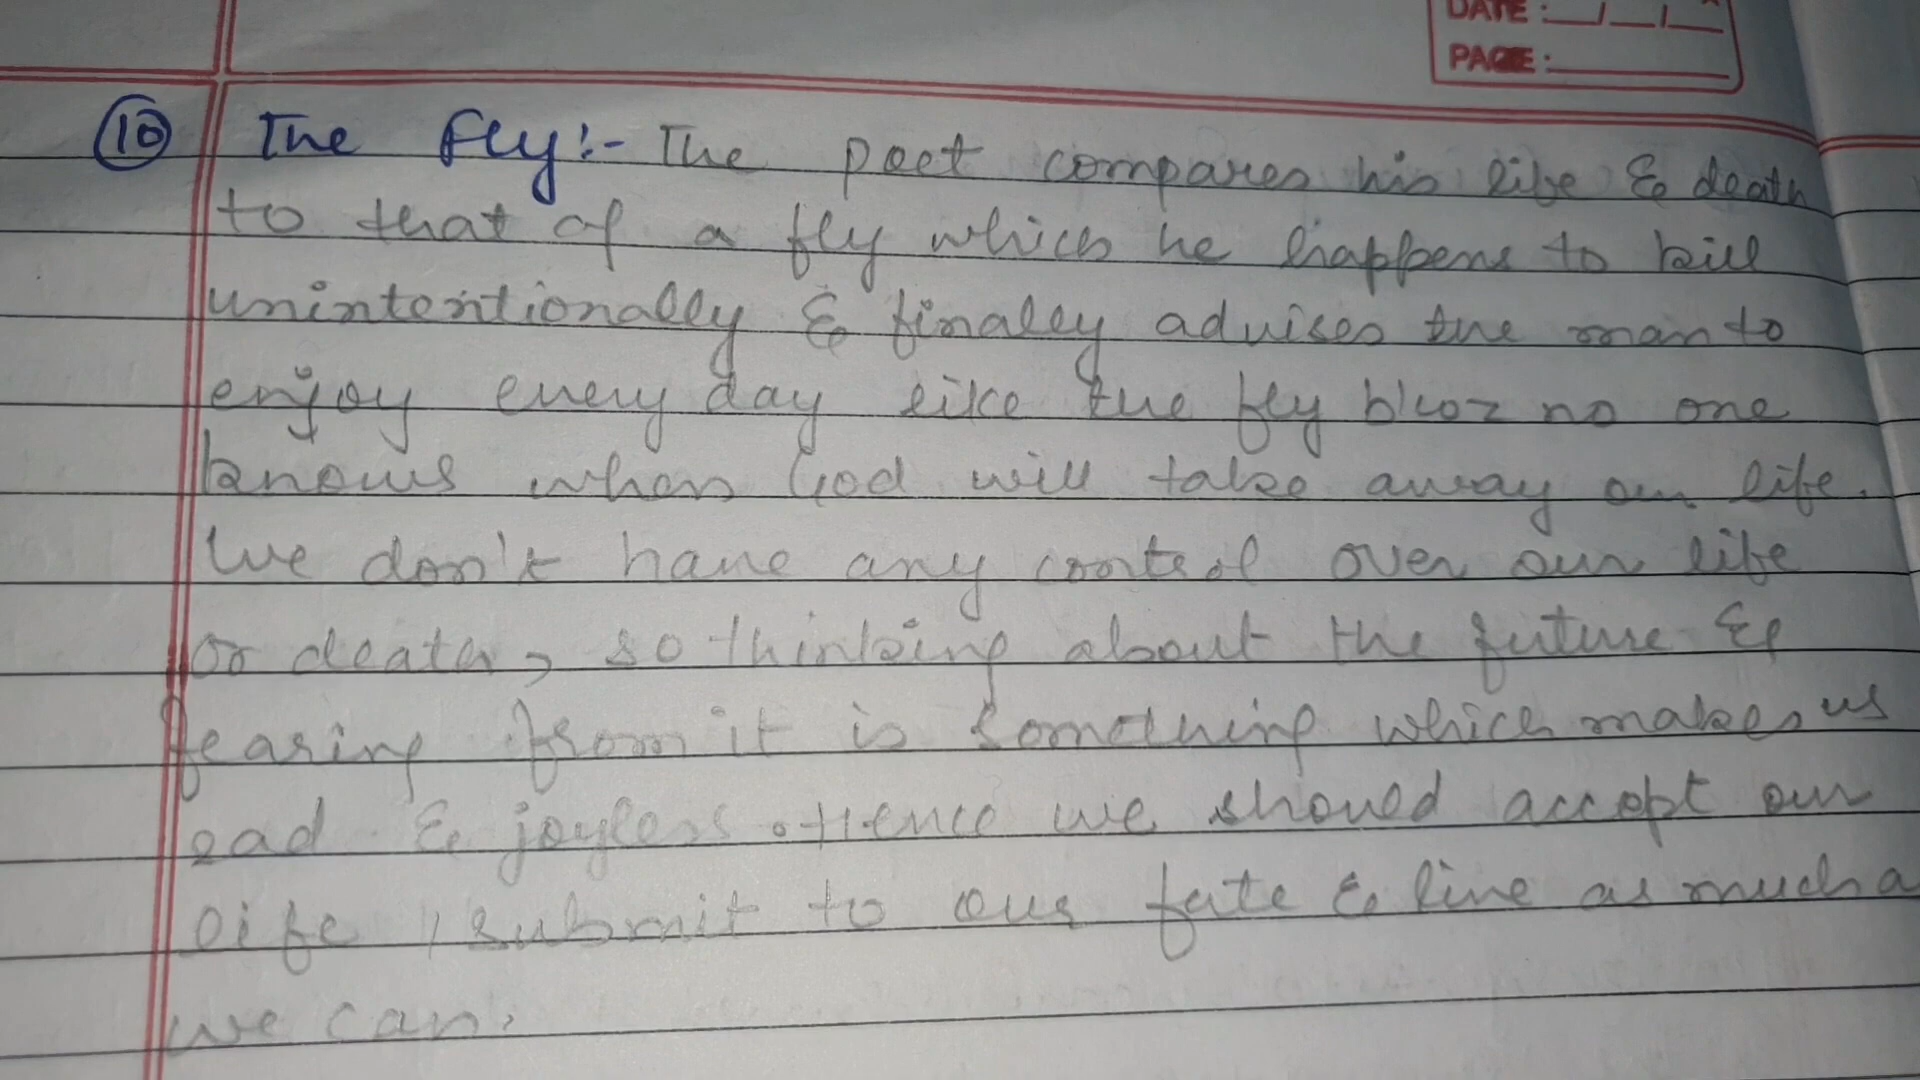 DATE: __/__/__
PAGE:
10 The Fly:- The poet compares his life & death
to that of a fly which he happens to kill
unintentionally & finally advises the man to
enjoy every day like the fly b'coz no one
knows when God will take away our life.
We don't have any control over our life
or death, so thinking about the future &
fearing from it is something which makes us
sad & joyless. Hence we should accept our
life, submit to our fate & live as much a
we can.